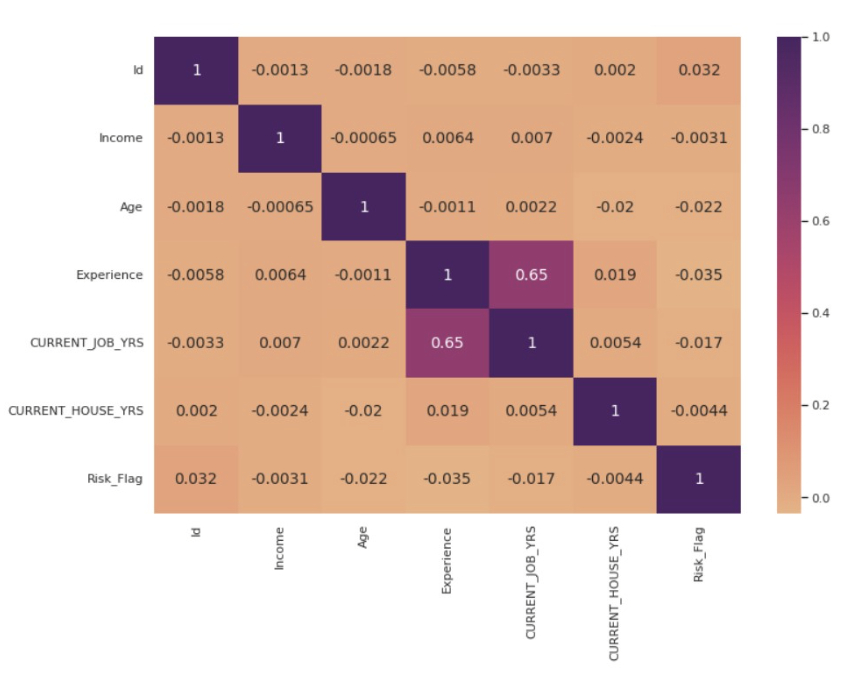 Id 1 -0.0013 -0.0018 -0.0058 -0.0033 0.002 0.032
Income -0.0013 1 -0.00065 0.0064 0.007 -0.0024 -0.0031
Age -0.0018 -0.00065 1 -0.0011 0.0022 -0.02 -0.022
Experience -0.0058 0.0064 -0.0011 1 0.65 0.019 -0.035
CURRENT_JOB_YRS -0.0033 0.007 0.0022 0.65 1 0.0054 -0.017
CURRENT_HOUSE_YRS 0.002 -0.0024 -0.02 0.019 0.0054 1 -0.0044
Risk_Flag 0.032 -0.0031 -0.022 -0.035 -0.017 -0.0044 1
Id
Income
Age
Experience
CURRENT_JOB_YRS
CURRENT_HOUSE_YRS
Risk_Flag
1.0
0.8
0.6
0.4
0.2
0.0